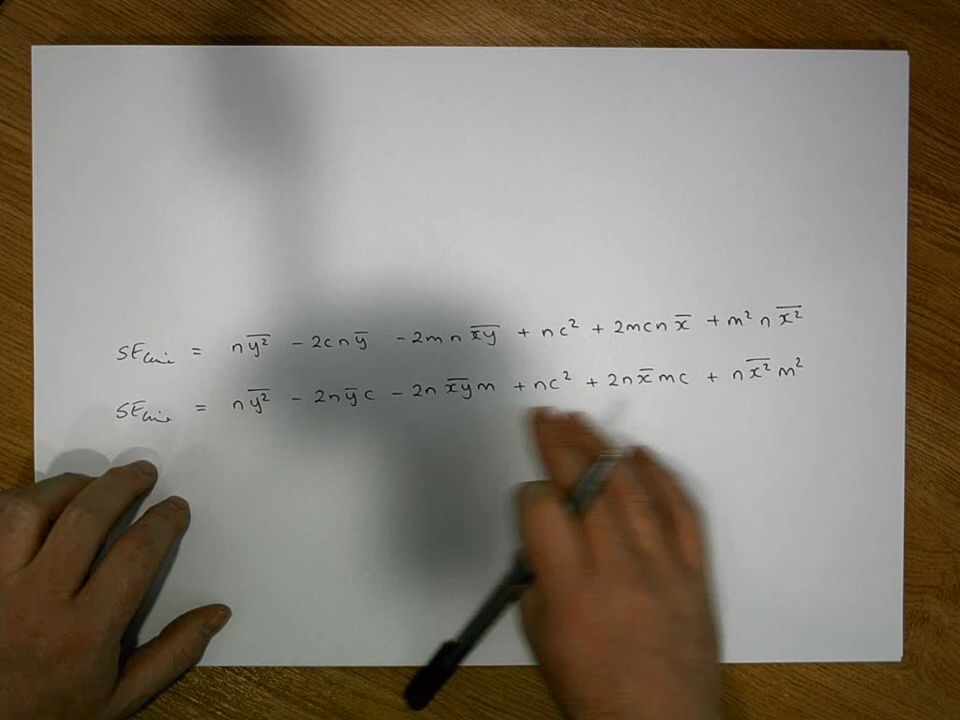 SE_line = n\overline{y^2} - 2cn\overline{y} - 2mn\overline{xy} + nc^2 + 2mcn\overline{x} + m^2n\overline{x^2}
SE_line = n\overline{y^2} - 2n\overline{y}c - 2n\overline{xy}m + nc^2 + 2n\overline{x}mc + n\overline{x^2}m^2